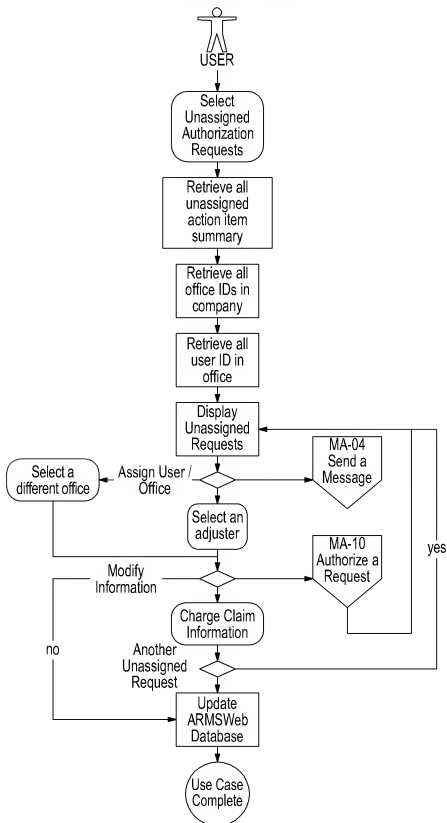 USER
Select
Unassigned
Authorization
Requests
Retrieve all
unassigned
action item
summary
Retrieve all
office IDs in
company
Retrieve all
user ID in
office
Display
Unassigned
Requests
MA-04
Send a
Message
Select a
different office
Assign User /
Office
Select an
adjuster
MA-10
Authorize a
Request
yes
Modify
Information
Charge Claim
Information
no
Another
Unassigned
Request
Update
ARMSWeb
Database
Use Case
Complete